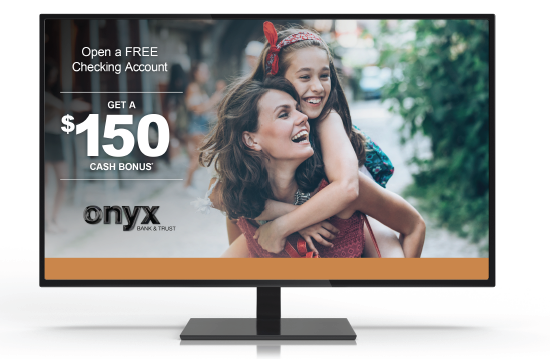 Open a FREE
Checking Account
GET A
$150
CASH BONUS*
onyx
BANK & TRUST